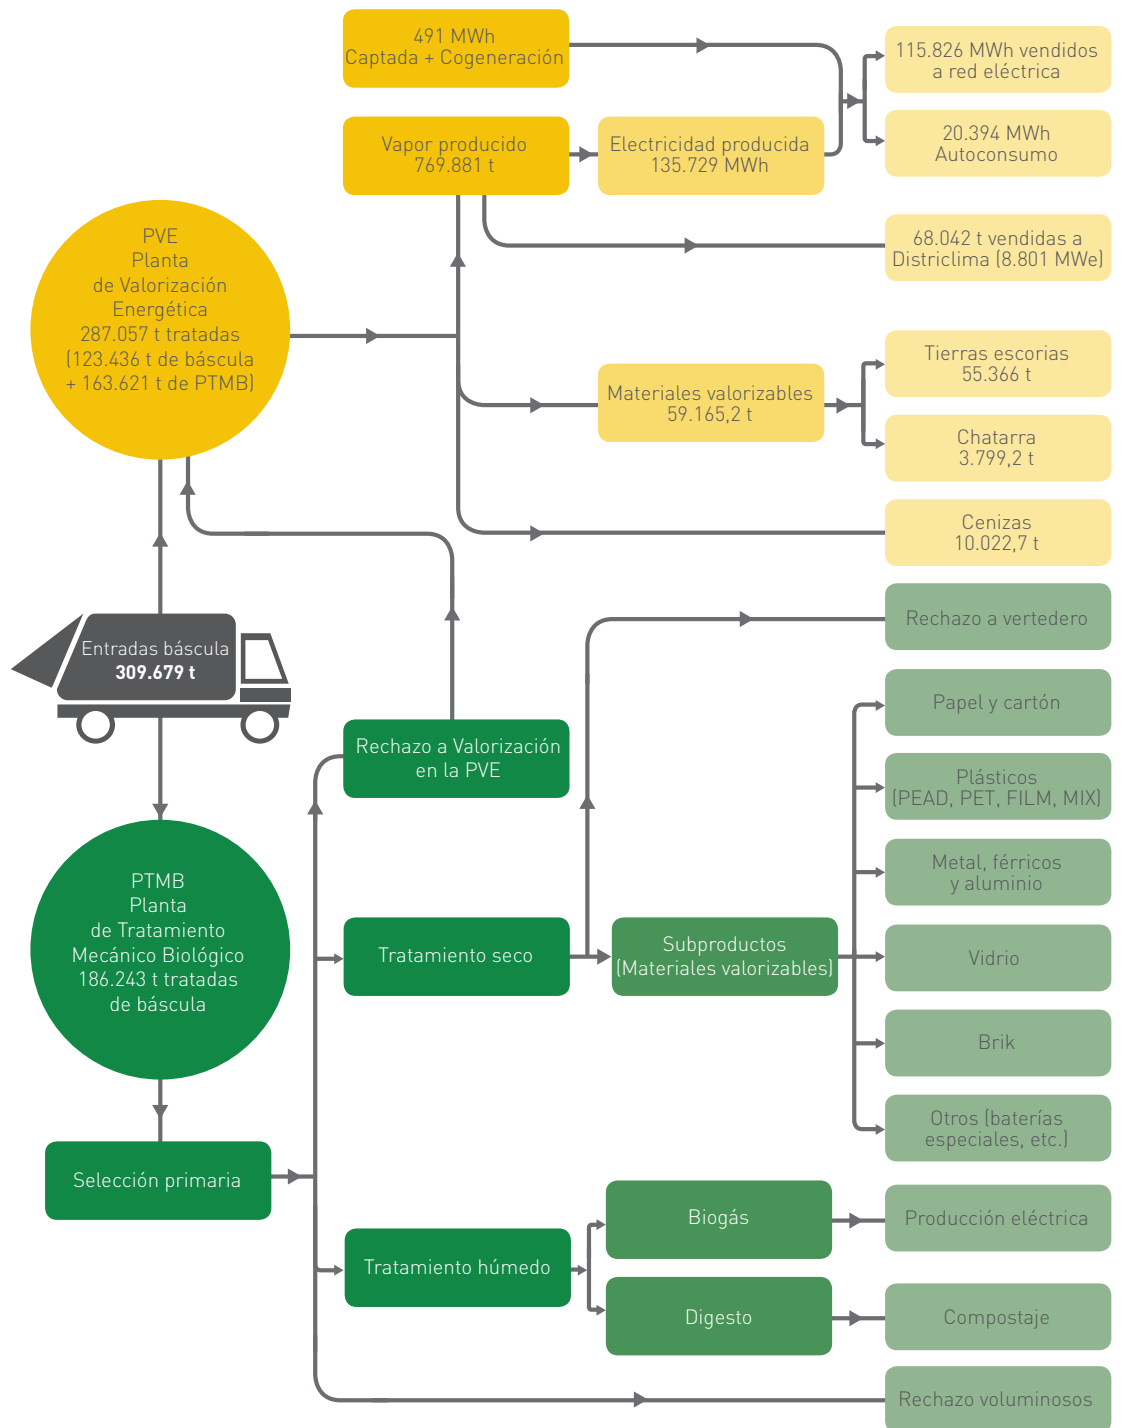 491 MWh
Captada + Cogeneración
115.826 MWh vendidos
a red eléctrica
20.394 MWh
Autoconsumo
Vapor producido
769.881 t
Electricidad producida
135.729 MWh
68.042 t vendidas a
Districlima (8.801 MWe)
PVE
Planta
de Valorización
Energética
287.057 t tratadas
(123.436 t de báscula
+ 163.621 t de PTMB)
Materiales valorizables
59.165,2 t
Tierras escorias
55.366 t
Chatarra
3.799,2 t
Cenizas
10.022,7 t
Entradas báscula
309.679 t
Rechazo a vertedero
Rechazo a Valorización
en la PVE
Papel y cartón
Plásticos
(PEAD, PET, FILM, MIX)
Metal, férricos
y aluminio
PTMB
Planta
de Tratamiento
Mecánico Biológico
186.243 t tratadas
de báscula
Tratamiento seco
Subproductos
(Materiales valorizables)
Vidrio
Brik
Otros (baterías
especiales, etc.)
Selección primaria
Tratamiento húmedo
Biogás
Producción eléctrica
Digesto
Compostaje
Rechazo voluminosos